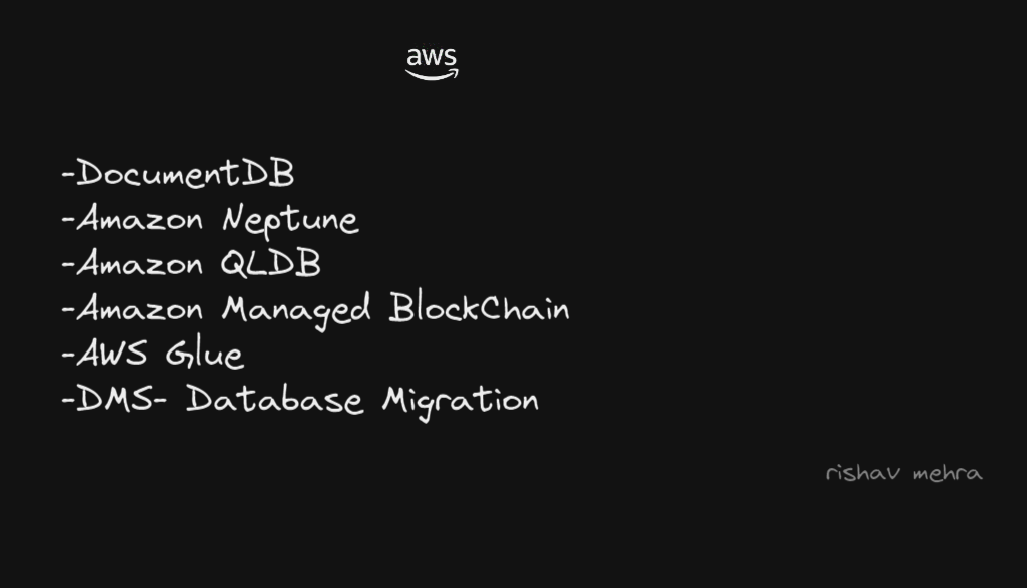 aws
-DocumentDB
-Amazon Neptune
-Amazon QLDB
-Amazon Managed BlockChain
-AWS Glue
-DMS- Database Migration
rishav mehra